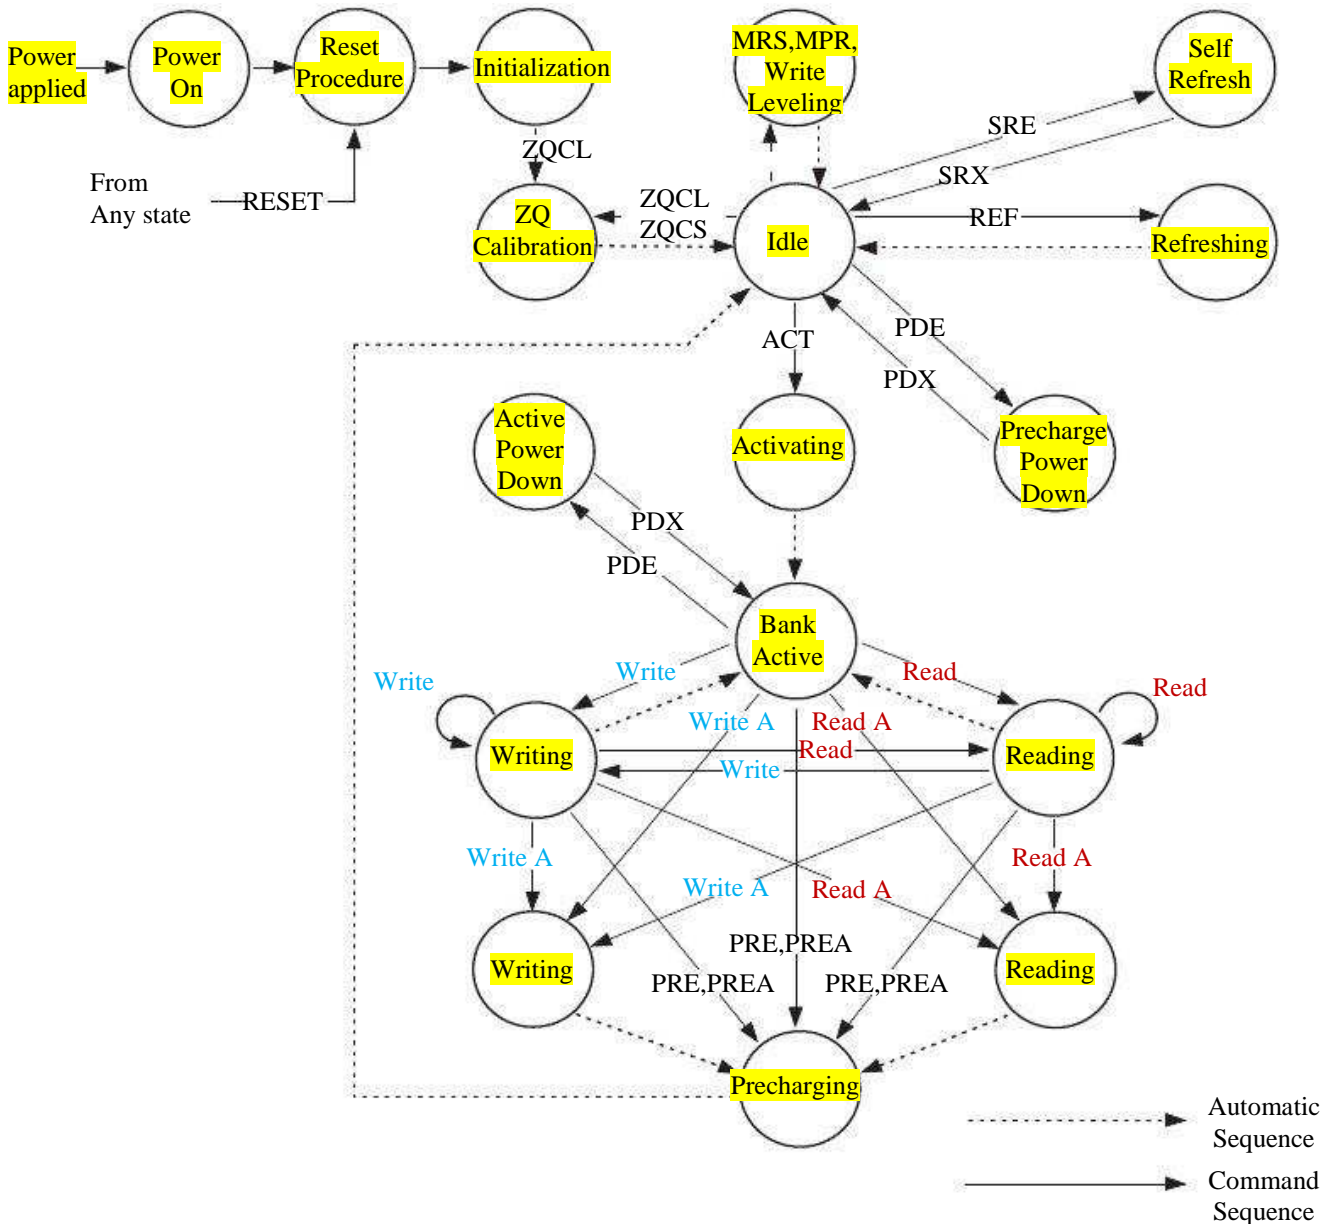 Power
applied
Power
On
Reset
Procedure
Initialization
MRS,MPR,
Write
Leveling
Self
Refresh
ZQCL
SRE
SRX
From
Any state
RESET
ZQ
Calibration
ZQCL
ZQCS
Idle
REF
Refreshing
ACT
PDE
PDX
Active
Power
Down
Activating
Precharge
Power
Down
PDX
PDE
Bank
Active
Write
Write
Read
Read
Write A
Read A
Writing
Read
Write
Reading
Write A
Write A
Read A
Read A
Writing
PRE,PREA
Reading
PRE,PREA
PRE,PREA
Precharging
Automatic
Sequence
Command
Sequence